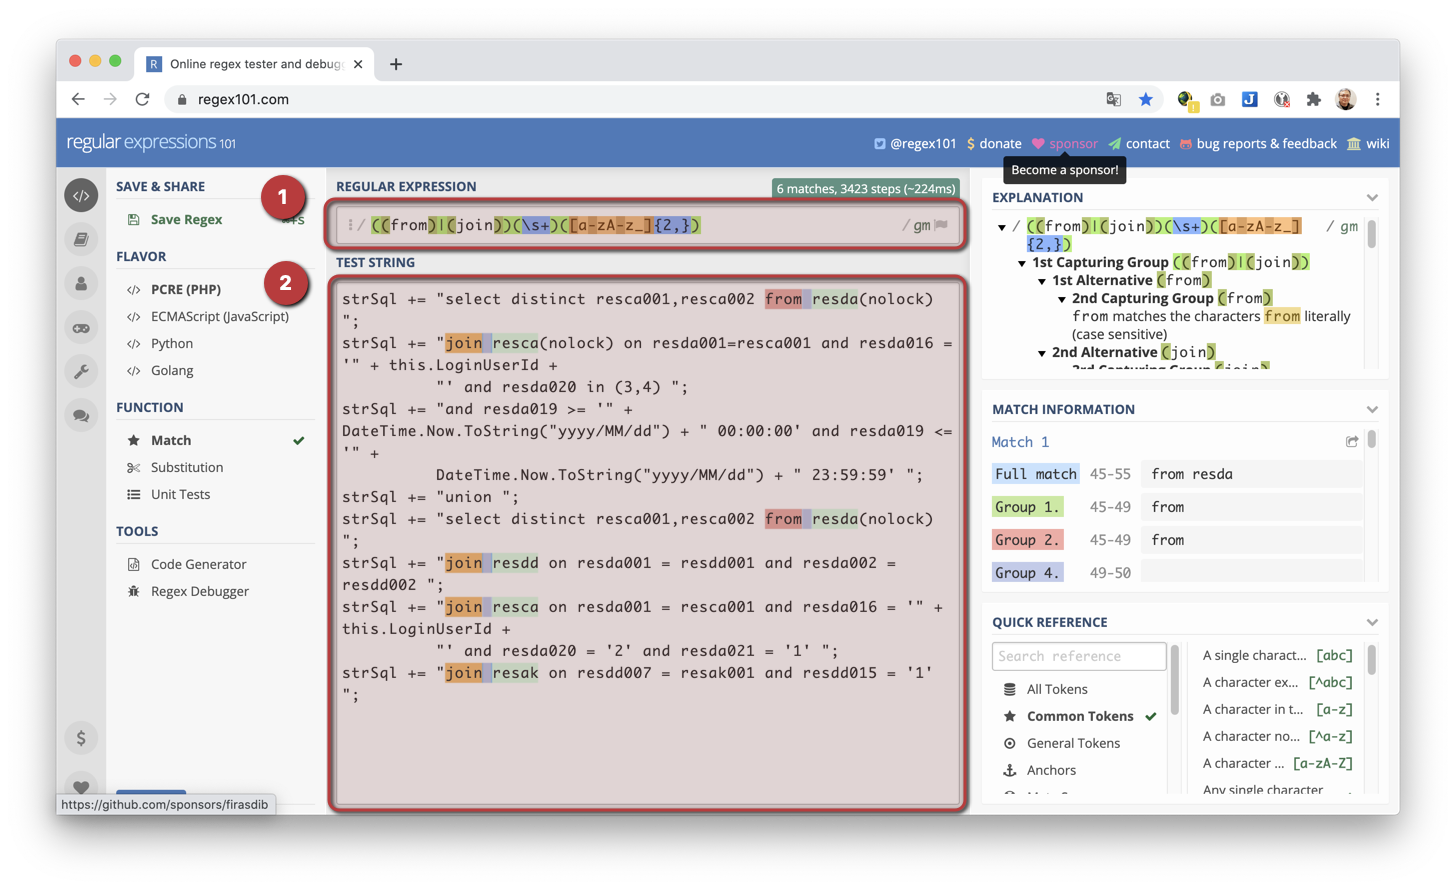 Online regex tester and debugg
regex101.com
regular expressions 101
@regex101
$ donate
sponsor
contact
bug reports & feedback
wiki
Become a sponsor!
SAVE & SHARE
Save Regex
+S
FLAVOR
</> PCRE (PHP)
</> ECMAScript (JavaScript)
</> Python
</> Golang
FUNCTION
Match
Substitution
Unit Tests
TOOLS
Code Generator
Regex Debugger
$
https://github.com/sponsors/firasdib
1
2
REGULAR EXPRESSION
6 matches, 3423 steps (~224ms)
/ ((from)|(join))(\s+)([a-zA-z_]{2,}) / gm
TEST STRING
strSql += "select distinct resca001,resca002 from resda(nolock)
";
strSql += "join resca(nolock) on resda001=resca001 and resda016 =
'" + this.LoginUserId +
"' and resda020 in (3,4) ";
strSql += "and resda019 >= '" +
DateTime.Now.ToString("yyyy/MM/dd") + " 00:00:00' and resda019 <=
'" +
DateTime.Now.ToString("yyyy/MM/dd") + " 23:59:59' ";
strSql += "union ";
strSql += "select distinct resca001,resca002 from resda(nolock)
";
strSql += "join resdd on resda001 = resdd001 and resda002 =
resdd002 ";
strSql += "join resca on resda001 = resca001 and resda016 = '" +
this.LoginUserId +
"' and resda020 = '2' and resda021 = '1' ";
strSql += "join resak on resdd007 = resak001 and resdd015 = '1'
";
EXPLANATION
/ ((from)|(join))(\s+)([a-zA-z_] / gm
{2,})
1st Capturing Group ((from)|(join))
1st Alternative (from)
2nd Capturing Group (from)
from matches the characters from literally
(case sensitive)
2nd Alternative (join)
3rd Capturing Group (join)
MATCH INFORMATION
Match 1
Full match 45-55 from resda
Group 1. 45-49 from
Group 2. 45-49 from
Group 4. 49-50
QUICK REFERENCE
Search reference
All Tokens
Common Tokens
General Tokens
Anchors
A single charact... [abc]
A character ex... [^abc]
A character in t... [a-z]
A character no... [^a-z]
A character ... [a-zA-Z]
Any single character